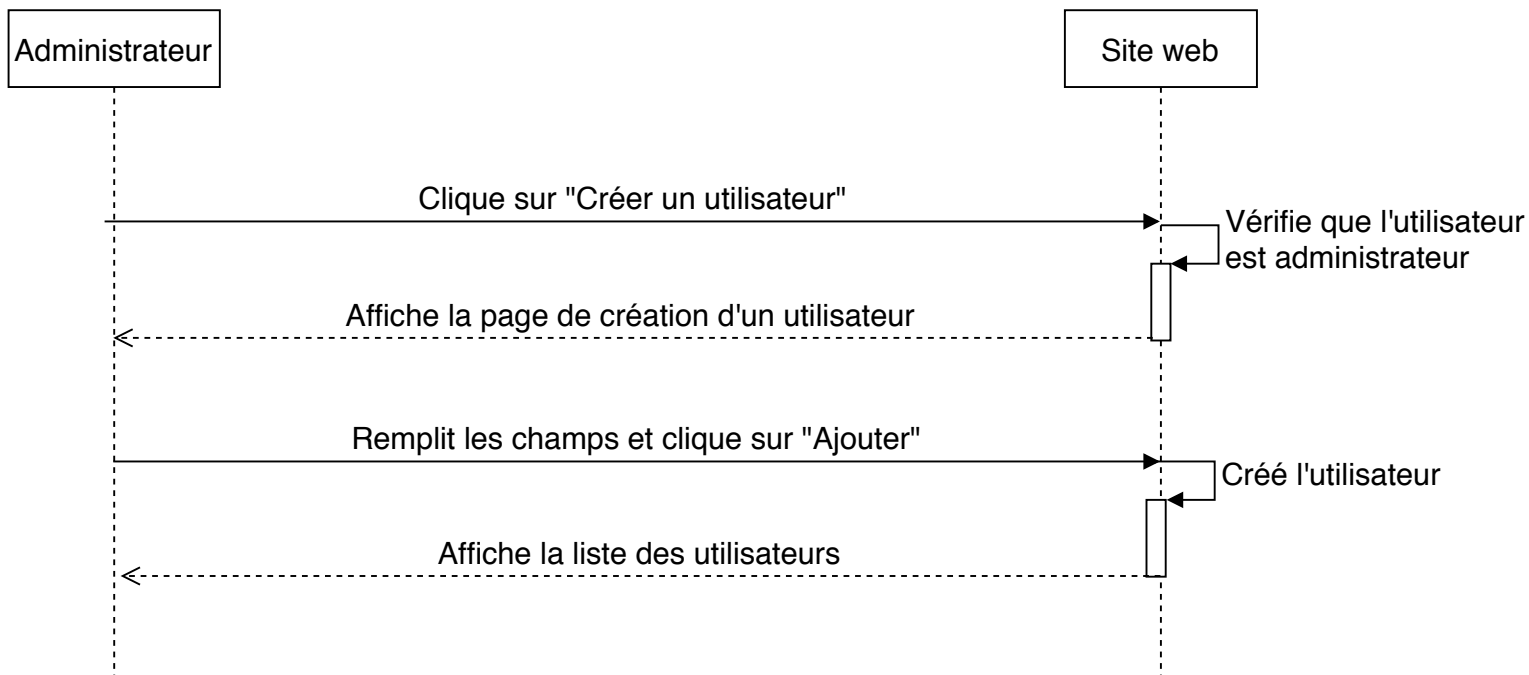 Administrateur
Site web
Clique sur "Créer un utilisateur"
Vérifie que l'utilisateur
est administrateur
Affiche la page de création d'un utilisateur
Remplit les champs et clique sur "Ajouter"
Créé l'utilisateur
Affiche la liste des utilisateurs